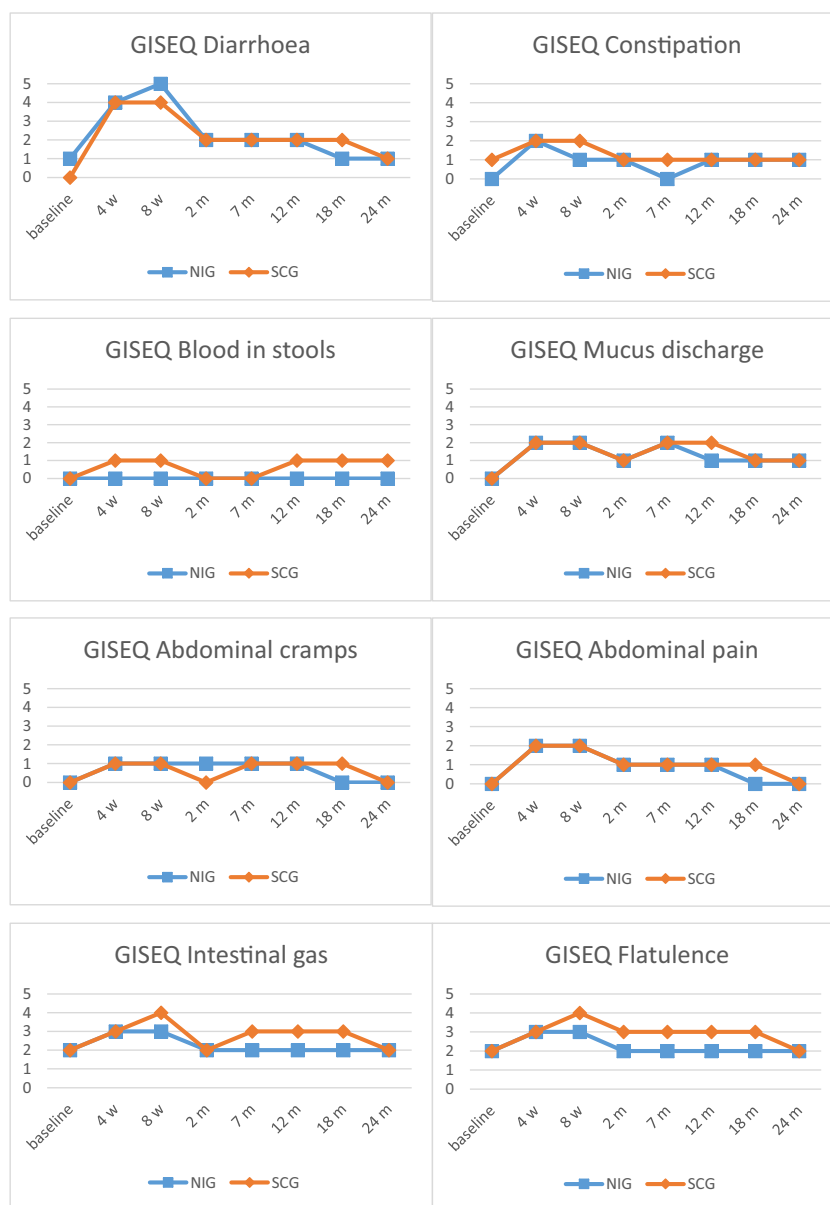 GISEQ Diarrhoea
5
4
3
2
1
0
baseline
4 w
8 w
2 m
7 m
12 m
18 m
24 m
NIG SCG
GISEQ Constipation
5
4
3
2
1
0
baseline
4 w
8 w
2 m
7 m
12 m
18 m
24 m
NIG SCG
GISEQ Blood in stools
5
4
3
2
1
0
baseline
4 w
8 w
2 m
7 m
12 m
18 m
24 m
NIG SCG
GISEQ Mucus discharge
5
4
3
2
1
0
baseline
4 w
8 w
2 m
7 m
12 m
18 m
24 m
NIG SCG
GISEQ Abdominal cramps
5
4
3
2
1
0
baseline
4 w
8 w
2 m
7 m
12 m
18 m
24 m
NIG SCG
GISEQ Abdominal pain
5
4
3
2
1
0
baseline
4 w
8 w
2 m
7 m
12 m
18 m
24 m
NIG SCG
GISEQ Intestinal gas
5
4
3
2
1
0
baseline
4 w
8 w
2 m
7 m
12 m
18 m
24 m
NIG SCG
GISEQ Flatulence
5
4
3
2
1
0
baseline
4 w
8 w
2 m
7 m
12 m
18 m
24 m
NIG SCG